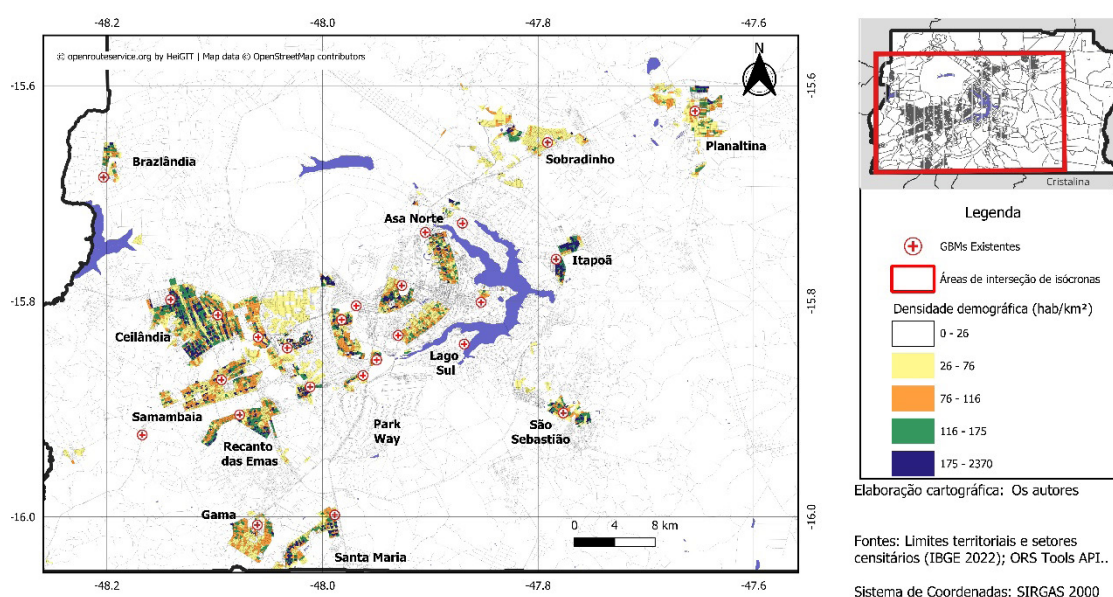 -48.2
-48.0
-47.8
-47.6
© openrouteservice.org by HeiGIT | Map data © OpenStreetMap contributors
N
-15.6
-15.6
Planaltina
Sobradinho
Brazlândia
Asa Norte
Itapoã
-15.8
-15.8
Ceilândia
Lago
Sul
Samambaia
Park
Way
São
Sebastião
Recanto
das Emas
Gama
-16.0
-16.0
0 4 8 km
Santa Maria
-48.2
-48.0
-47.8
-47.6
Cristalina
Legenda
GBMs Existentes
Áreas de interseção de isócronas
Densidade demográfica (hab/km²)
0 - 26
26 - 76
76 - 116
116 - 175
175 - 2370
Elaboração cartográfica: Os autores
Fontes: Limites territoriais e setores
censitários (IBGE 2022); ORS Tools API..
Sistema de Coordenadas: SIRGAS 2000